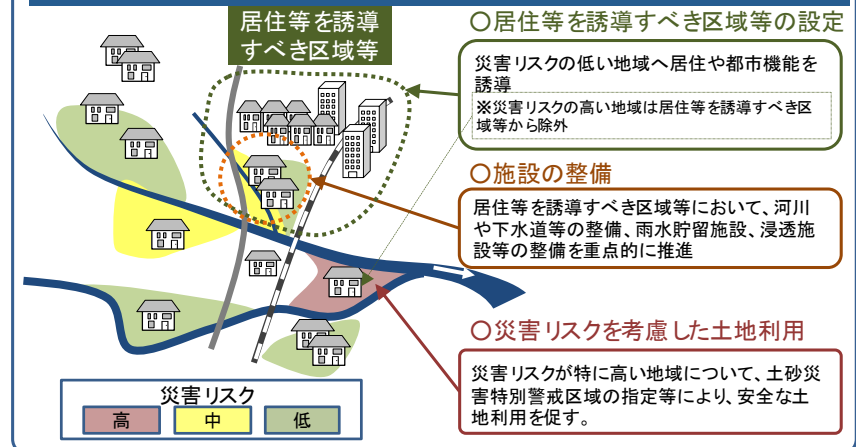 居住等を誘導
すべき区域等
○居住等を誘導すべき区域等の設定
災害リスクの低い地域へ居住や都市機能を
誘導
※災害リスクの高い地域は居住等を誘導すべき区
域等から除外
○施設の整備
居住等を誘導すべき区域等において、河川
や下水道等の整備、雨水貯留施設、浸透施
設等の整備を重点的に推進
○災害リスクを考慮した土地利用
災害リスクが特に高い地域について、土砂災
害特別警戒区域の指定等により、安全な土
地利用を促す。
災害リスク
高 中 低